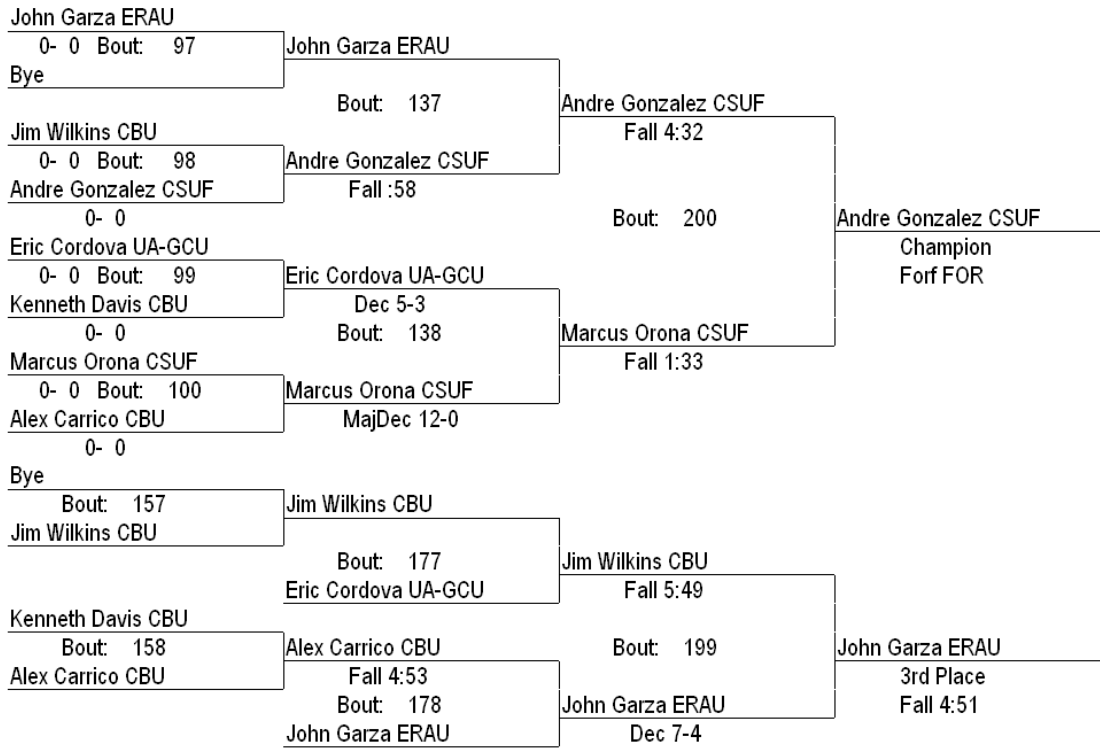 John Garza ERAU
0- 0 Bout: 97 John Garza ERAU
Bye
Bout: 137 Andre Gonzalez CSUF
Jim Wilkins CBU Fall 4:32
0- 0 Bout: 98 Andre Gonzalez CSUF
Andre Gonzalez CSUF Fall :58
0- 0 Bout: 200 Andre Gonzalez CSUF
Eric Cordova UA-GCU Champion
0- 0 Bout: 99 Eric Cordova UA-GCU Forf FOR
Kenneth Davis CBU Dec 5-3
0- 0 Bout: 138 Marcus Orona CSUF
Marcus Orona CSUF Fall 1:33
0- 0 Bout: 100 Marcus Orona CSUF
Alex Carrico CBU MajDec 12-0
0- 0
Bye
Bout: 157 Jim Wilkins CBU
Jim Wilkins CBU
Bout: 177 Jim Wilkins CBU
Eric Cordova UA-GCU Fall 5:49
Kenneth Davis CBU
Bout: 158 Alex Carrico CBU Bout: 199 John Garza ERAU
Alex Carrico CBU Fall 4:53 3rd Place
Bout: 178 John Garza ERAU Fall 4:51
John Garza ERAU Dec 7-4